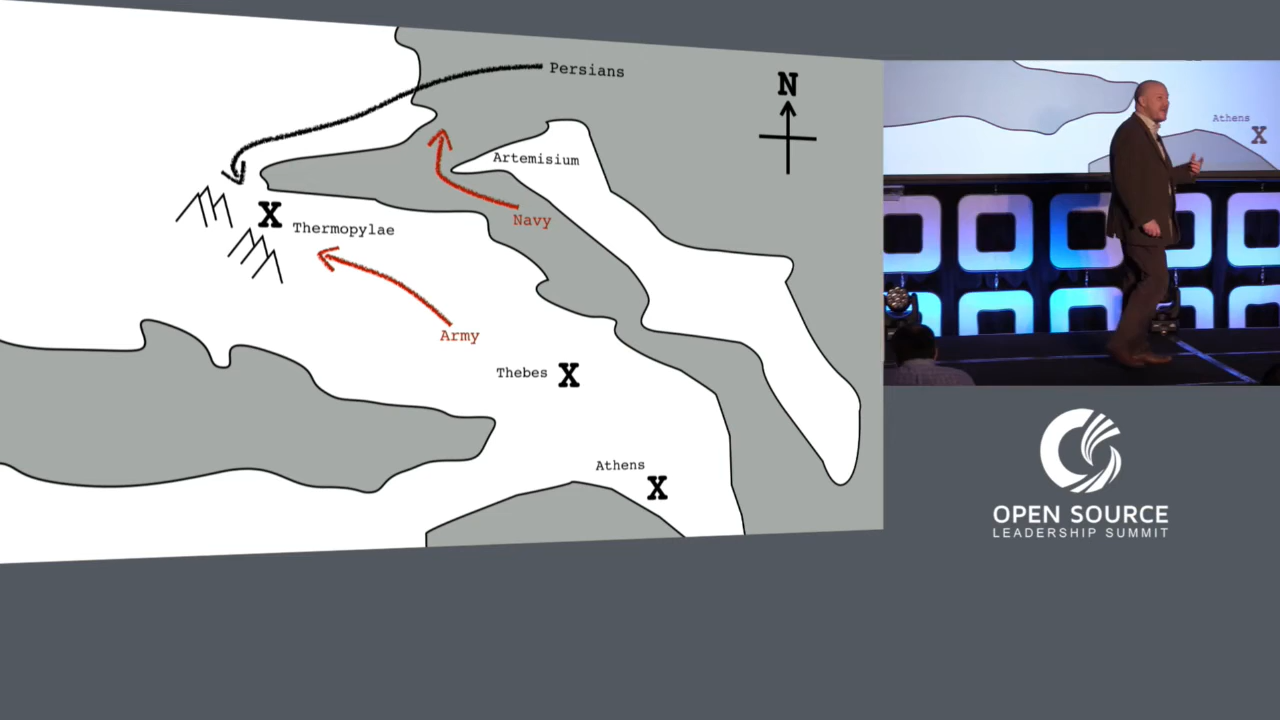 Persians
N
Artemisium
Navy
X
Thermopylae
Army
Thebes X
Athens
X
Athens
X
OPEN SOURCE
LEADERSHIP SUMMIT